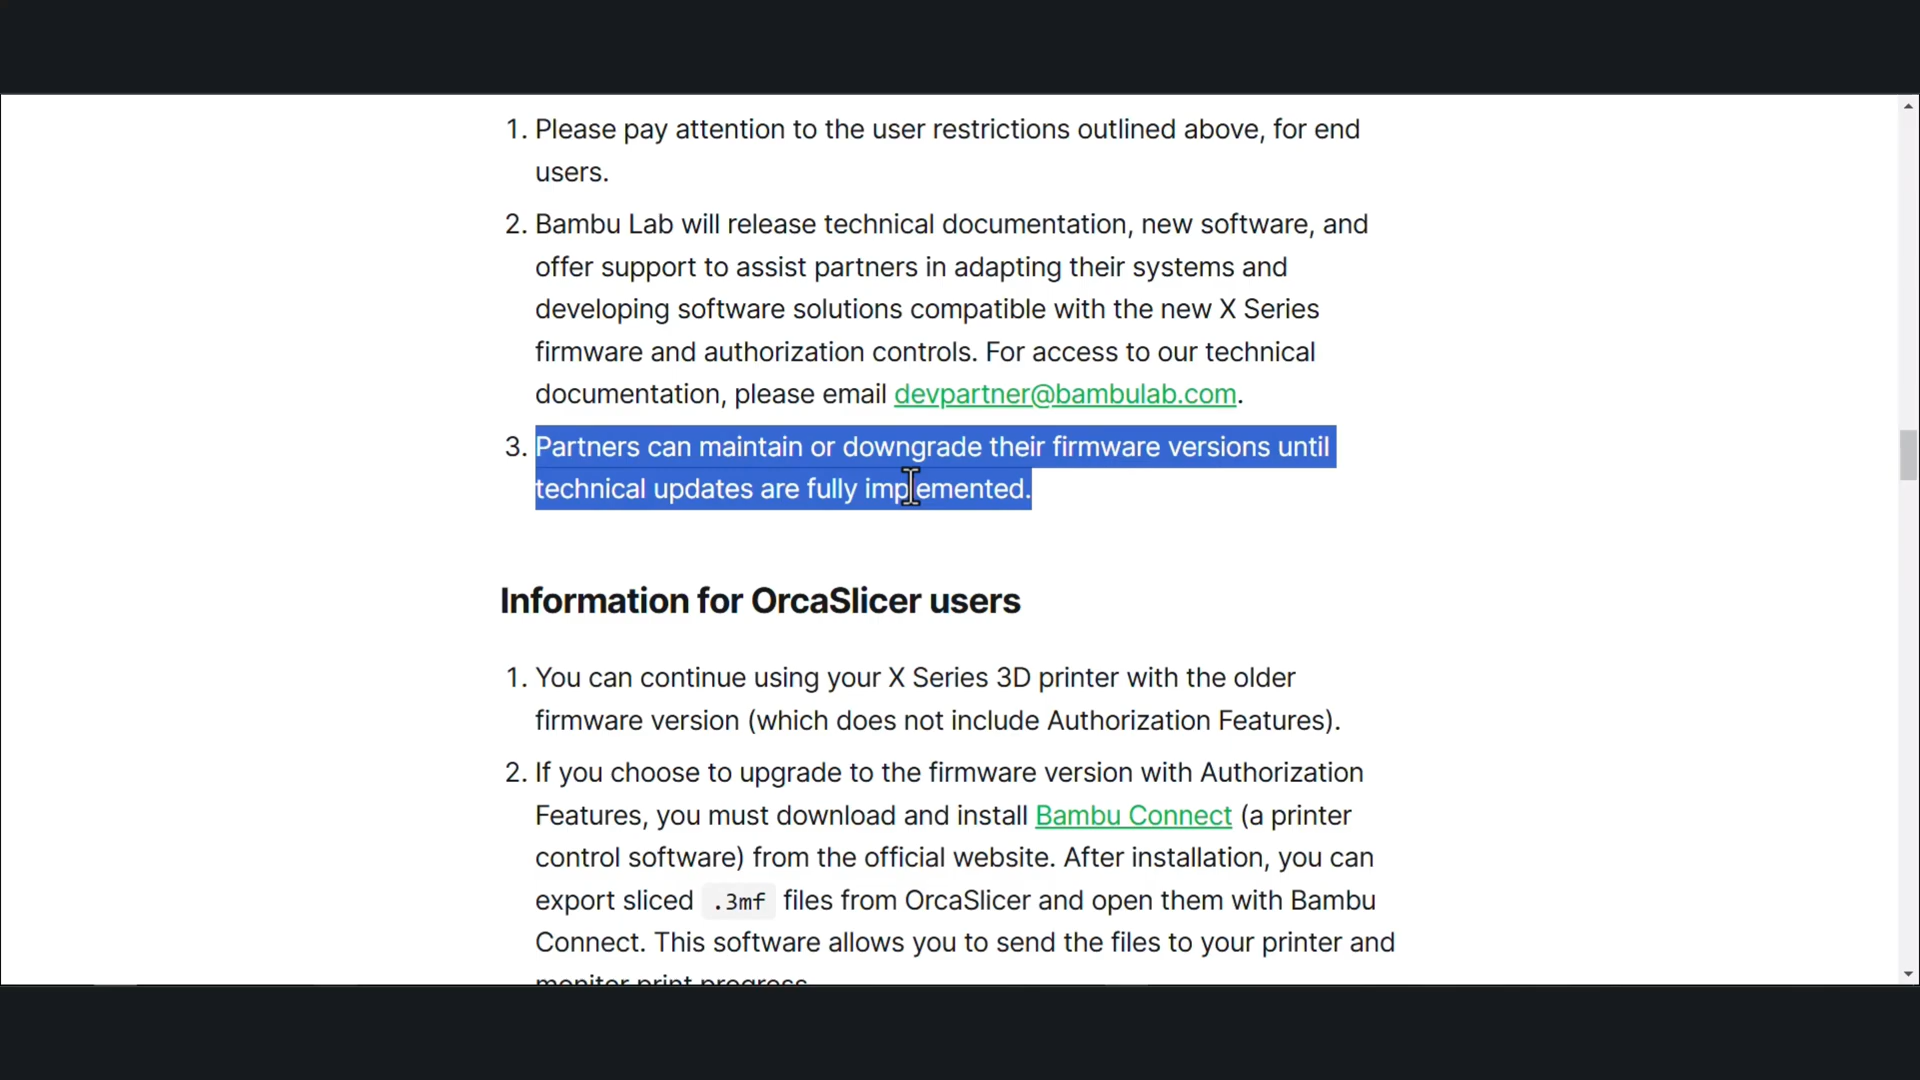 1. Please pay attention to the user restrictions outlined above, for end
users.
2. Bambu Lab will release technical documentation, new software, and
offer support to assist partners in adapting their systems and
developing software solutions compatible with the new X Series
firmware and authorization controls. For access to our technical
documentation, please email devpartner@bambulab.com.
3. Partners can maintain or downgrade their firmware versions until
technical updates are fully implemented.
Information for OrcaSlicer users
1. You can continue using your X Series 3D printer with the older
firmware version (which does not include Authorization Features).
2. If you choose to upgrade to the firmware version with Authorization
Features, you must download and install Bambu Connect (a printer
control software) from the official website. After installation, you can
export sliced .3mf files from OrcaSlicer and open them with Bambu
Connect. This software allows you to send the files to your printer and
monitor print progress.